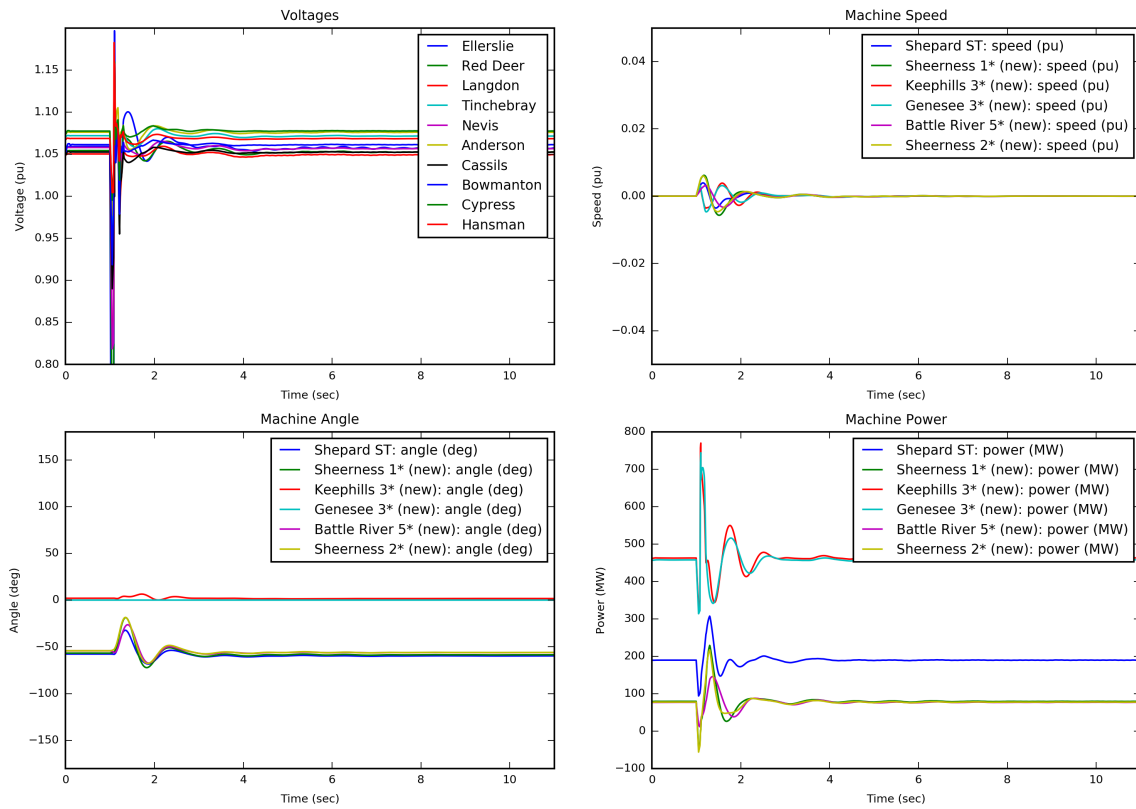 Voltages
1.15
1.10
1.05
1.00
0.95
0.90
0.85
0.80
Voltage (pu)
Ellerslie
Red Deer
Langdon
Tinchebray
Nevis
Anderson
Cassils
Bowmanton
Cypress
Hansman
0 2 4 6 8 10
Time (sec)
Machine Speed
0.04
0.02
0.00
−0.02
−0.04
Speed (pu)
Shepard ST: speed (pu)
Sheerness 1* (new): speed (pu)
Keephills 3* (new): speed (pu)
Genesee 3* (new): speed (pu)
Battle River 5* (new): speed (pu)
Sheerness 2* (new): speed (pu)
0 2 4 6 8 10
Time (sec)
Machine Angle
150
100
50
0
−50
−100
−150
Angle (deg)
Shepard ST: angle (deg)
Sheerness 1* (new): angle (deg)
Keephills 3* (new): angle (deg)
Genesee 3* (new): angle (deg)
Battle River 5* (new): angle (deg)
Sheerness 2* (new): angle (deg)
0 2 4 6 8 10
Time (sec)
Machine Power
800
700
600
500
400
300
200
100
0
−100
Power (MW)
Shepard ST: power (MW)
Sheerness 1* (new): power (MW)
Keephills 3* (new): power (MW)
Genesee 3* (new): power (MW)
Battle River 5* (new): power (MW)
Sheerness 2* (new): power (MW)
0 2 4 6 8 10
Time (sec)